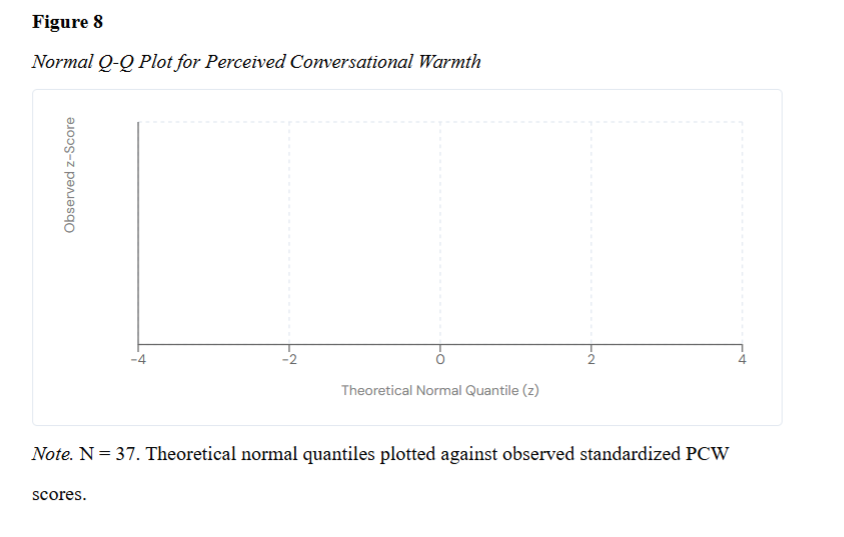 Figure 8
Normal Q-Q Plot for Perceived Conversational Warmth
Observed z-Score
−4
−2
0
2
4
Theoretical Normal Quantile (z)
Note. N = 37. Theoretical normal quantiles plotted against observed standardized PCW
scores.